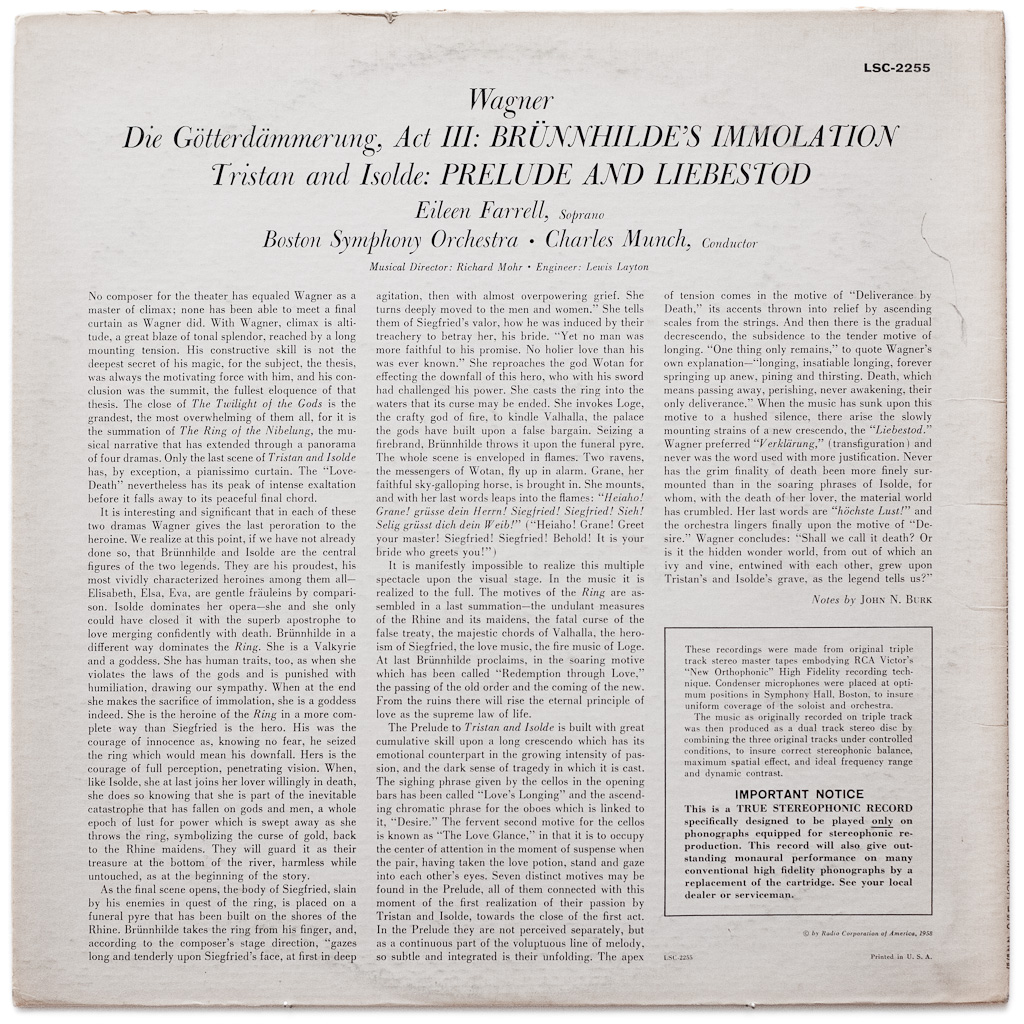 LSC-2255
Wagner
Die Götterdämmerung, Act III: BRÜNNHILDE'S IMMOLATION
Tristan and Isolde: PRELUDE AND LIEBESTOD
Eileen Farrell, Soprano
Boston Symphony Orchestra • Charles Munch, Conductor
Musical Director: Richard Mohr • Engineer: Lewis Layton
No composer for the theater has equaled Wagner as a
master of climax; none has been able to meet a final
curtain as Wagner did. With Wagner, climax is alti-
tude, a great blaze of tonal splendor, reached by a long
mounting tension. His constructive skill is not the
deepest secret of his magic, for the subject, the thesis,
was always the motivating force with him, and his con-
clusion was the summit, the fullest eloquence of that
thesis. The close of The Twilight of the Gods is the
grandest, the most overwhelming of them all, for it is
the summation of The Ring of the Nibelung, the mu-
sical narrative that has extended through a panorama
of four dramas. Only the last scene of Tristan and Isolde
has, by exception, a pianissimo curtain. The "Love-
Death" nevertheless has its peak of intense exaltation
before it falls away to its peaceful final chord.
It is interesting and significant that in each of these
two dramas Wagner gives the last peroration to the
heroine. We realize at this point, if we have not already
done so, that Brünnhilde and Isolde are the central
figures of the two legends. They are his proudest, his
most vividly characterized heroines among them all—
Elisabeth, Elsa, Eva, are gentle fräuleins by compari-
son. Isolde dominates her opera—she and she only
could have closed it with the superb apostrophe to
love merging confidently with death. Brünnhilde in a
different way dominates the Ring. She is a Valkyrie
and a goddess. She has human traits, too, as when she
violates the laws of the gods and is punished with
humiliation, drawing our sympathy. When at the end
she makes the sacrifice of immolation, she is a goddess
indeed. She is the heroine of the Ring in a more com-
plete way than Siegfried is the hero. His was the
courage of innocence as, knowing no fear, he seized
the ring which would mean his downfall. Hers is the
courage of full perception, penetrating vision. When,
like Isolde, she at last joins her lover willingly in death,
she does so knowing that she is part of the inevitable
catastrophe that has fallen on gods and men, a whole
epoch of lust for power which is swept away as she
throws the ring, symbolizing the curse of gold, back
to the Rhine maidens. They will guard it as their
treasure at the bottom of the river, harmless while
untouched, as at the beginning of the story.
As the final scene opens, the body of Siegfried, slain
by his enemies in quest of the ring, is placed on a
funeral pyre that has been built on the shores of the
Rhine. Brünnhilde takes the ring from his finger, and,
according to the composer's stage direction, "gazes
long and tenderly upon Siegfried's face, at first in deep
agitation, then with almost overpowering grief. She
turns deeply moved to the men and women." She tells
them of Siegfried's valor, how he was induced by their
treachery to betray her, his bride. "Yet no man was
more faithful to his promise. No holier love than his
was ever known." She reproaches the god Wotan for
effecting the downfall of this hero, who with his sword
had challenged his power. She casts the ring into the
waters that its curse may be ended. She invokes Loge,
the crafty god of fire, to kindle Valhalla, the palace
the gods have built upon a false bargain. Seizing a
firebrand, Brünnhilde throws it upon the funeral pyre.
The whole scene is enveloped in flames. Two ravens,
the messengers of Wotan, fly up in alarm. Grane, her
faithful sky-galloping horse, is brought in. She mounts,
and with her last words leaps into the flames: "Heiaho!
Grane! grüsse dein Herrn! Siegfried! Siegfried! Sieh!
Selig grüsst dich dein Weib!" ("Heiaho! Grane! Greet
your master! Siegfried! Siegfried! Behold! It is your
bride who greets you!")
It is manifestly impossible to realize this multiple
spectacle upon the visual stage. In the music it is
realized to the full. The motives of the Ring are as-
sembled in a last summation—the undulant measures
of the Rhine and its maidens, the fatal curse of the
false treaty, the majestic chords of Valhalla, the hero-
ism of Siegfried, the love music, the fire music of Loge.
At last Brünnhilde proclaims, in the soaring motive
which has been called "Redemption through Love,"
the passing of the old order and the coming of the new.
From the ruins there will rise the eternal principle of
love as the supreme law of life.
The Prelude to Tristan and Isolde is built with great
cumulative skill upon a long crescendo which has its
emotional counterpart in the growing intensity of pas-
sion, and the dark sense of tragedy in which it is cast.
The sighing phrase given by the cellos in the opening
bars has been called "Love's Longing" and the ascend-
ing chromatic phrase for the oboes which is linked to
it, "Desire." The fervent second motive for the cellos
is known as "The Love Glance," in that it is to occupy
the center of attention in the moment of suspense when
the pair, having taken the love potion, stand and gaze
into each other's eyes. Seven distinct motives may be
found in the Prelude, all of them connected with this
moment of the first realization of their passion by
Tristan and Isolde, towards the close of the first act.
In the Prelude they are not perceived separately, but
as a continuous part of the voluptuous line of melody,
so subtle and integrated is their unfolding. The apex
of tension comes in the motive of "Deliverance by
Death," its accents thrown into relief by ascending
scales from the strings. And then there is the gradual
decrescendo, the subsidence to the tender motive of
longing. "One thing only remains," to quote Wagner's
own explanation—"longing, insatiable longing, forever
springing up anew, pining and thirsting. Death, which
means passing away, perishing, never awakening, their
only deliverance." When the music has sunk upon this
motive to a hushed silence, there arise the slowly
mounting strains of a new crescendo, the "Liebestod."
Wagner preferred "Verklärung," (transfiguration) and
never was the word used with more justification. Never
has the grim finality of death been more finely sur-
mounted than in the soaring phrases of Isolde, for
whom, with the death of her lover, the material world
has crumbled. Her last words are "höchste Lust!" and
the orchestra lingers finally upon the motive of "De-
sire." Wagner concludes: "Shall we call it death? Or
is it the hidden wonder world, from out of which an
ivy and vine, entwined with each other, grew upon
Tristan's and Isolde's grave, as the legend tells us?"
Notes by JOHN N. BURK
These recordings were made from original triple
track stereo master tapes embodying RCA Victor's
"New Orthophonic" High Fidelity recording tech-
nique. Condenser microphones were placed at opti-
mum positions in Symphony Hall, Boston, to insure
uniform coverage of the soloist and orchestra.
The music as originally recorded on triple track
was then produced as a dual track stereo disc by
combining the three original tracks under controlled
conditions, to insure correct stereophonic balance,
maximum spatial effect, and ideal frequency range
and dynamic contrast.
IMPORTANT NOTICE
This is a TRUE STEREOPHONIC RECORD
specifically designed to be played only on
phonographs equipped for stereophonic re-
production. This record will also give out-
standing monaural performance on many
conventional high fidelity phonographs by a
replacement of the cartridge. See your local
dealer or serviceman.
© by Radio Corporation of America, 1958
LSC-2255
Printed in U. S. A.